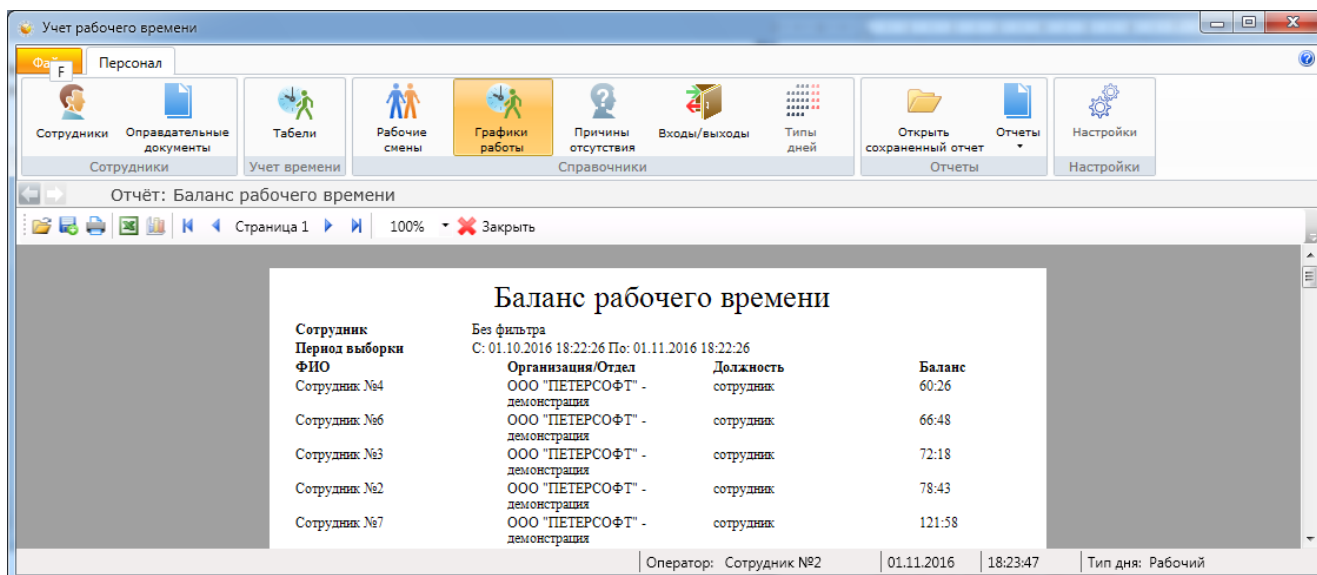 Учет рабочего времени
Файл Персонал
F
Сотрудники Оправдательные документы Табели Рабочие смены Графики работы Причины отсутствия Входы/выходы Типы дней Открыть сохраненный отчет Отчеты Настройки
Сотрудники Учет времени Справочники Отчеты Настройки
Отчёт: Баланс рабочего времени
Страница 1 100% Закрыть
Баланс рабочего времени
Сотрудник Без фильтра
Период выборки С: 01.10.2016 18:22:26 По: 01.11.2016 18:22:26
ФИО Организация/Отдел Должность Баланс
Сотрудник №4 ООО "ПЕТЕРСОФТ" - сотрудник 60:26
демонстрация
Сотрудник №6 ООО "ПЕТЕРСОФТ" - сотрудник 66:48
демонстрация
Сотрудник №3 ООО "ПЕТЕРСОФТ" - сотрудник 72:18
демонстрация
Сотрудник №2 ООО "ПЕТЕРСОФТ" - сотрудник 78:43
демонстрация
Сотрудник №7 ООО "ПЕТЕРСОФТ" - сотрудник 121:58
демонстрация
Оператор: Сотрудник №2 01.11.2016 18:23:47 Тип дня: Рабочий